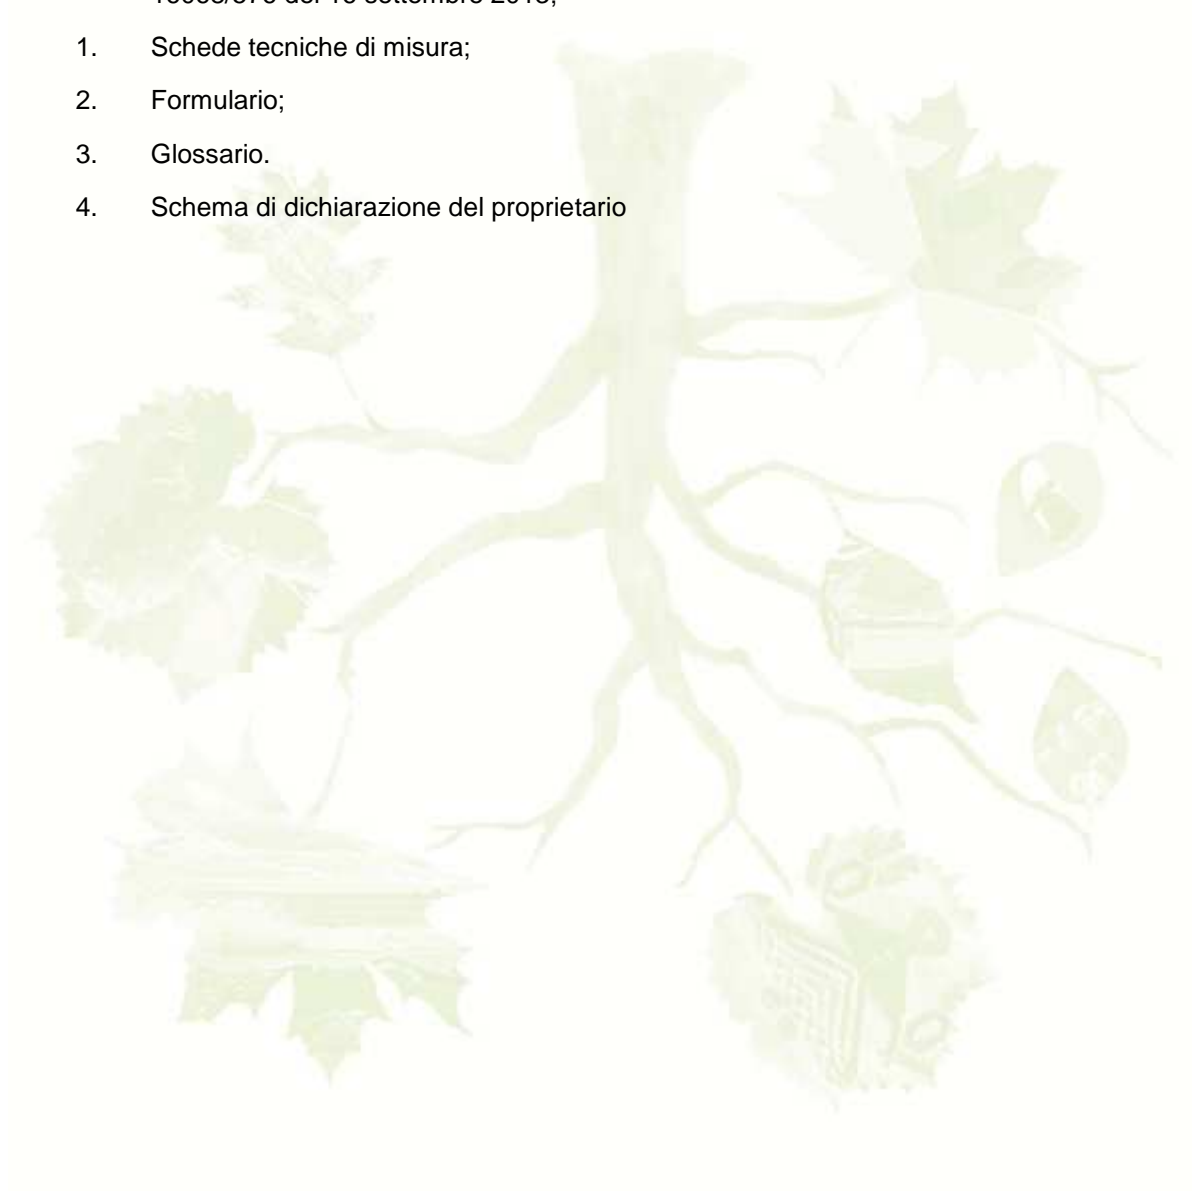 1. Schede tecniche di misura;
2. Formulario;
3. Glossario.
4. Schema di dichiarazione del proprietario